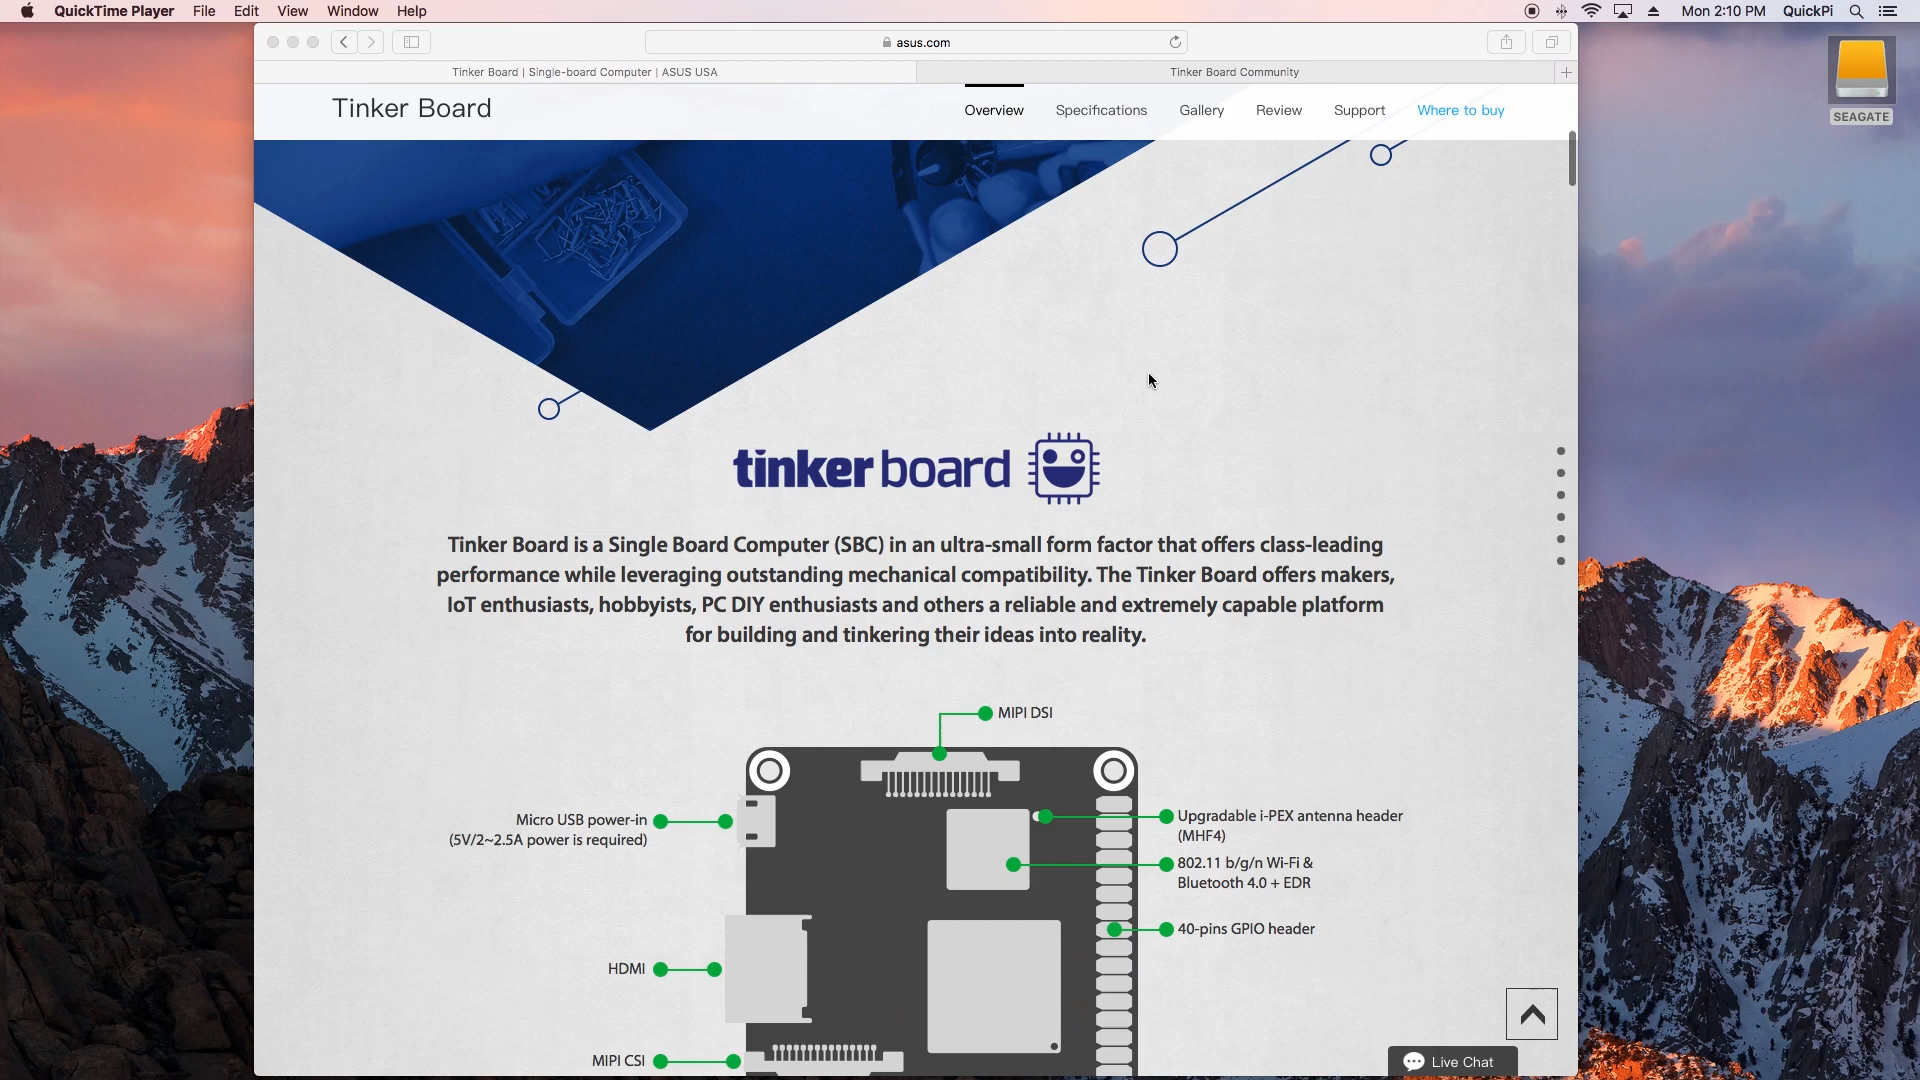 QuickTime Player File Edit View Window Help Mon 2:10 PM QuickPi
asus.com
Tinker Board | Single-board Computer | ASUS USA
Tinker Board Community
SEAGATE
Tinker Board
Overview Specifications Gallery Review Support Where to buy
tinker board
Tinker Board is a Single Board Computer (SBC) in an ultra-small form factor that offers class-leading
performance while leveraging outstanding mechanical compatibility. The Tinker Board offers makers,
IoT enthusiasts, hobbyists, PC DIY enthusiasts and others a reliable and extremely capable platform
for building and tinkering their ideas into reality.
MIPI DSI
Micro USB power-in
(5V/2~2.5A power is required)
Upgradable i-PEX antenna header
(MHF4)
802.11 b/g/n Wi-Fi &
Bluetooth 4.0 + EDR
40-pins GPIO header
HDMI
MIPI CSI
Live Chat